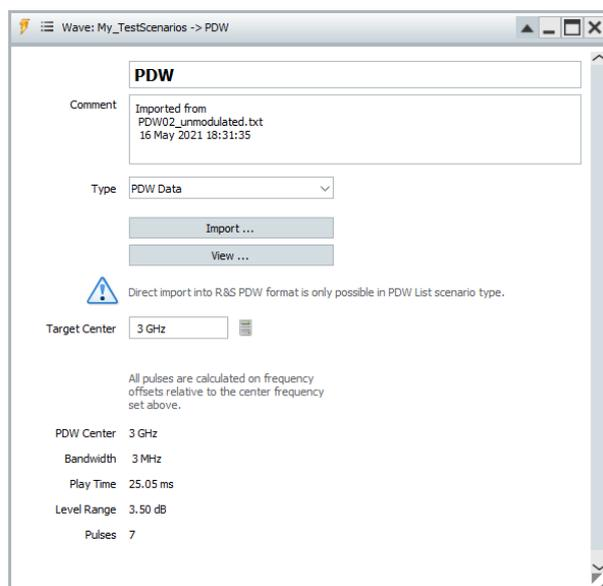 Wave: My_TestScenarios -> PDW
PDW
Comment
Imported from
PDW02_unmodulated.txt
16 May 2021 18:31:35
Type PDW Data
Import ...
View ...
Direct import into R&S PDW format is only possible in PDW List scenario type.
Target Center 3 GHz
All pulses are calculated on frequency
offsets relative to the center frequency
set above.
PDW Center 3 GHz
Bandwidth 3 MHz
Play Time 25.05 ms
Level Range 3.50 dB
Pulses 7